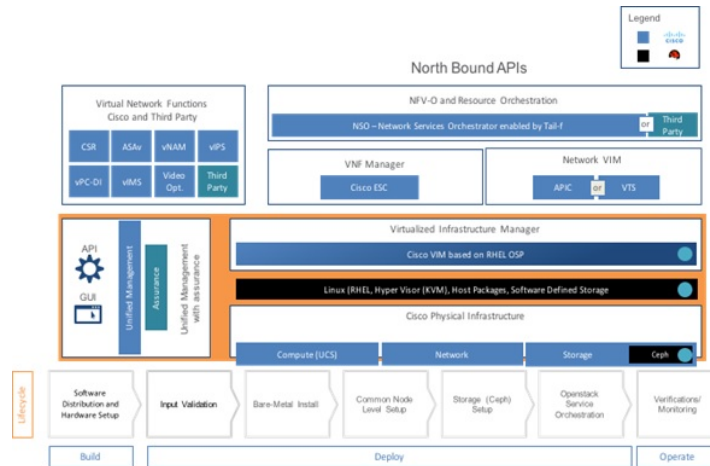 Legend
CISCO
North Bound APIs
Virtual Network Functions
Cisco and Third Party
CSR
ASAv
vNAM
vIPS
vPC-DI
vIMS
Video
Opt.
Third
Party
NFV-O and Resource Orchestration
NSO – Network Services Orchestrator enabled by Tail-f
or
Third
Party
VNF Manager
Cisco ESC
Network VIM
APIC
or
VTS
API
GUI
Unified Management
Assurance
Unified Management
with assurance
Virtualized Infrastructure Manager
Cisco VIM based on RHEL OSP
Linux (RHEL, Hyper Visor (KVM), Host Packages, Software Defined Storage
Cisco Physical Infrastructure
Compute (UCS)
Network
Storage
Ceph
Lifecycle
Software
Distribution and
Hardware Setup
Input Validation
Bare-Metal Install
Common Node
Level Setup
Storage (Ceph)
Setup
Openstack
Service
Orchestration
Verifications/
Monitoring
Build
Deploy
Operate